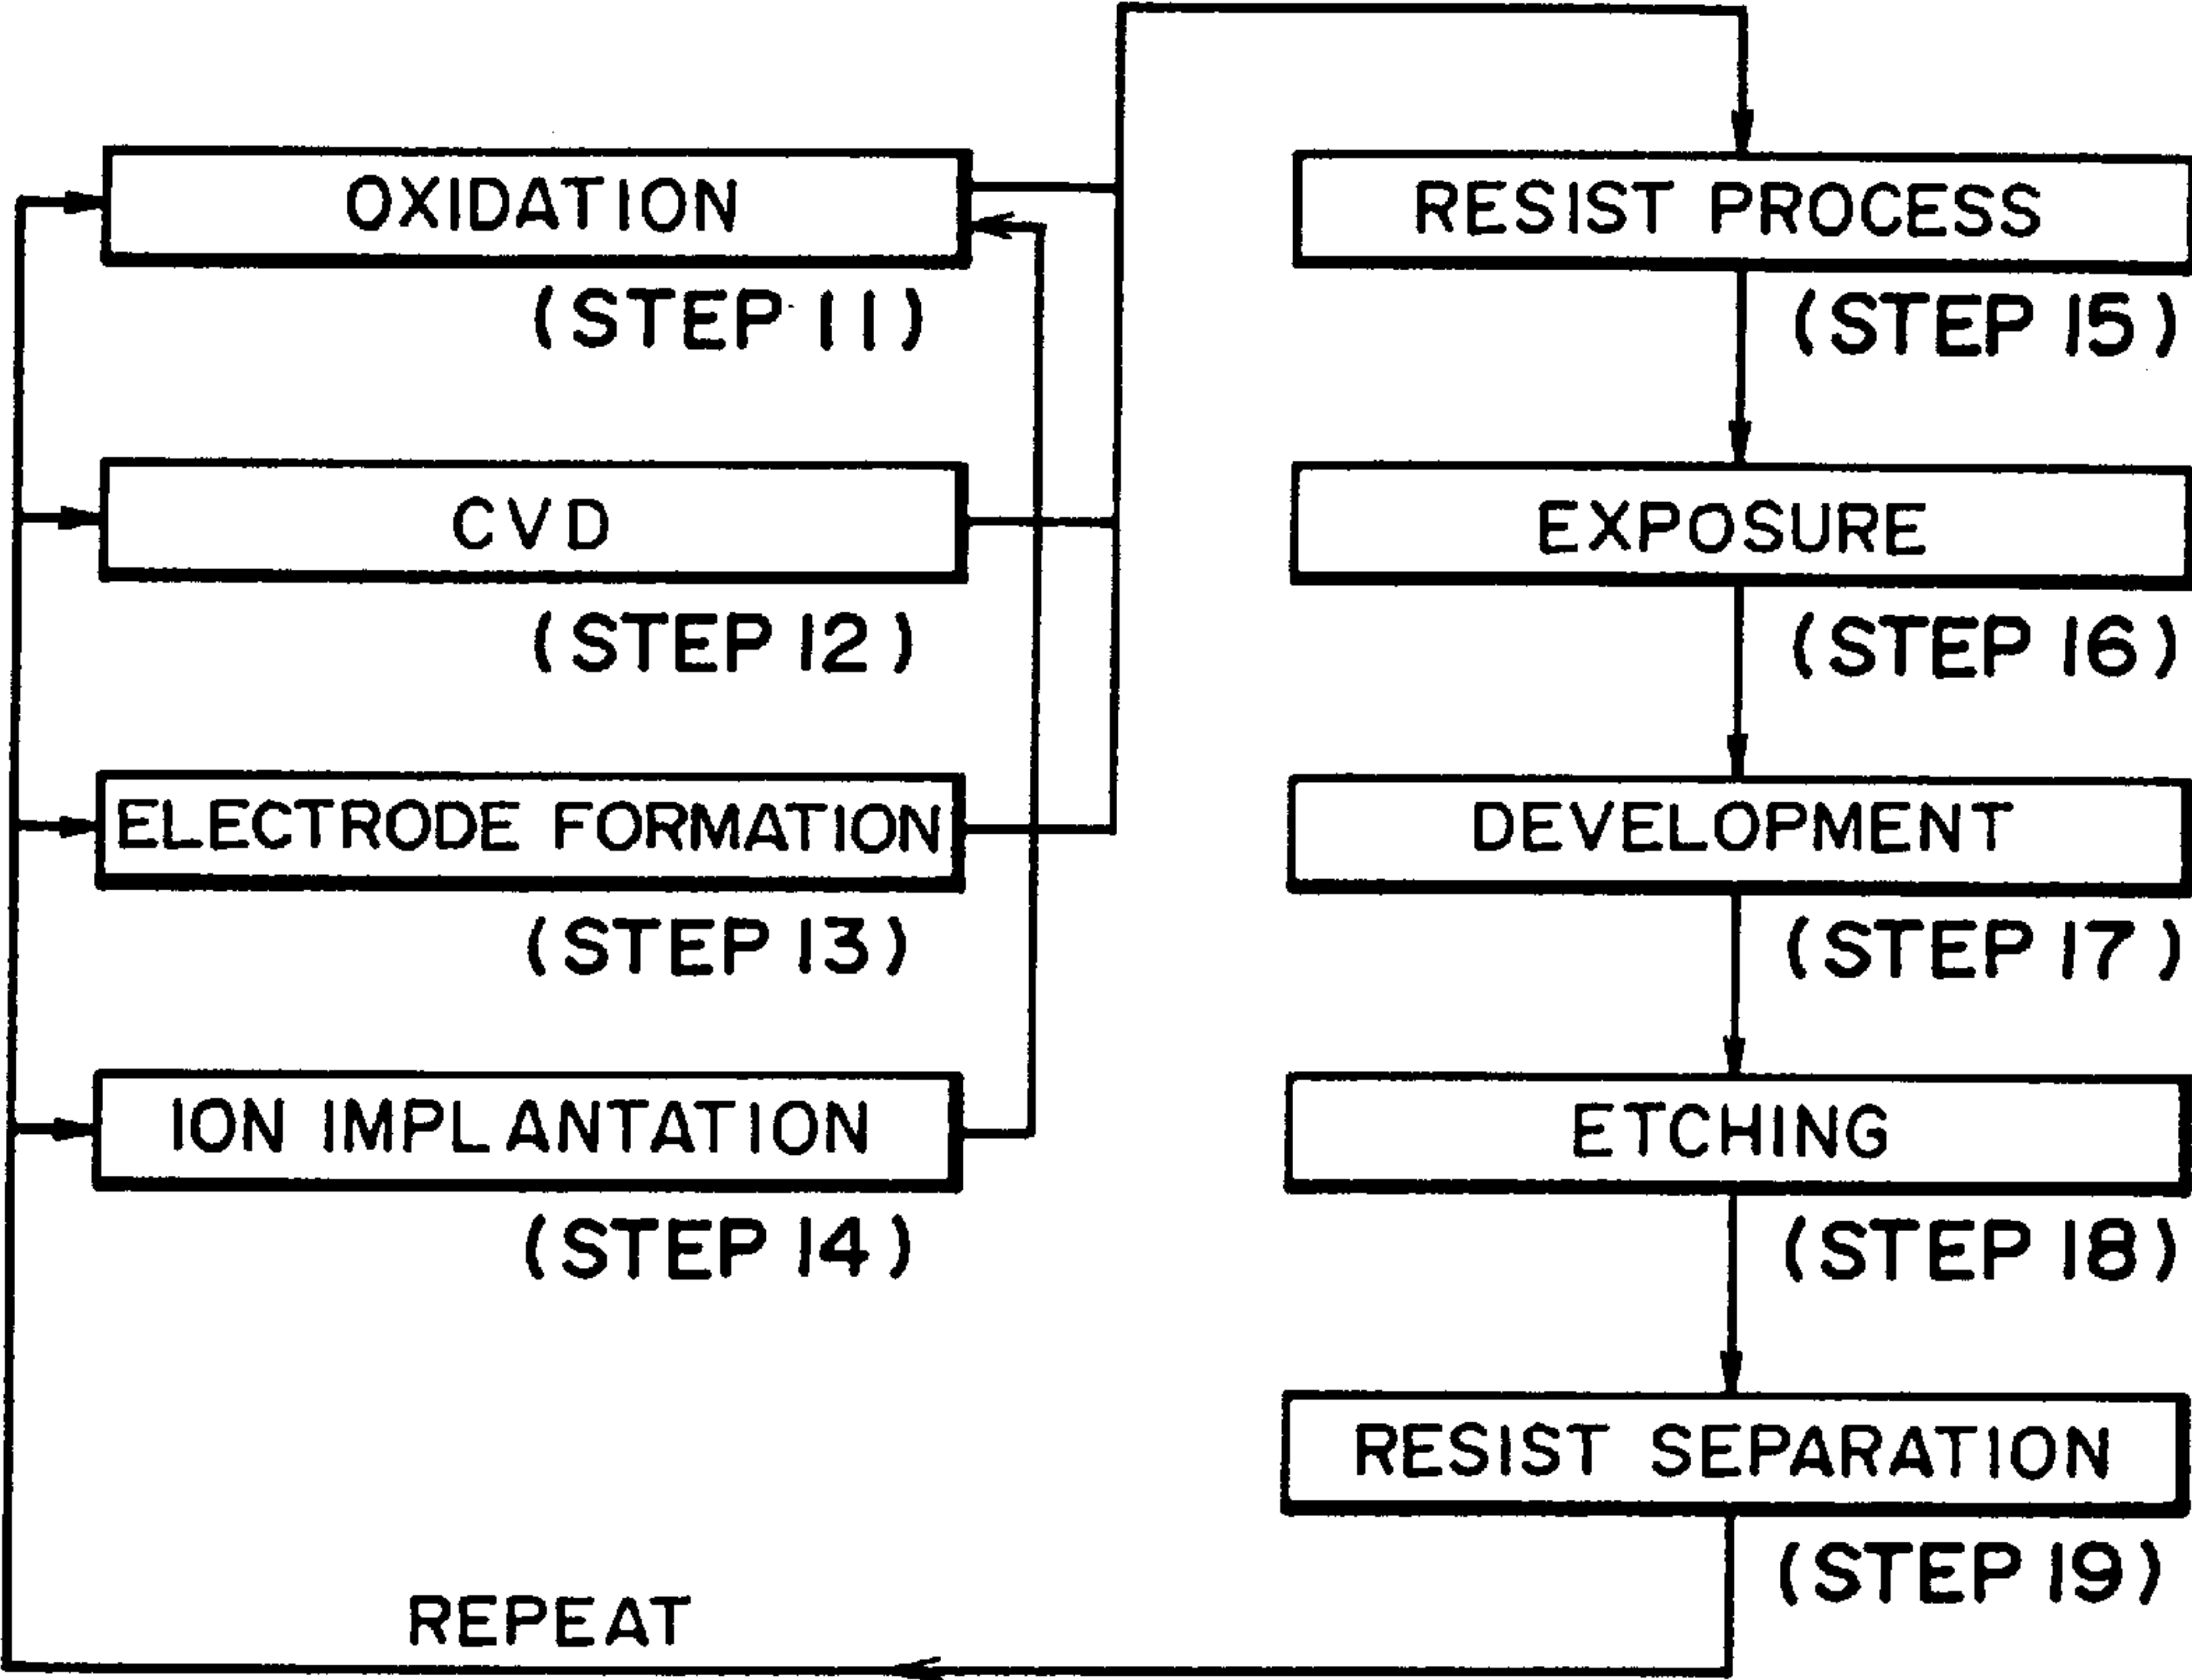 OXIDATION
(STEP 11)
CVD
(STEP 12)
ELECTRODE FORMATION
(STEP 13)
ION IMPLANTATION
(STEP 14)
REPEAT
RESIST PROCESS
(STEP 15)
EXPOSURE
(STEP 16)
DEVELOPMENT
(STEP 17)
ETCHING
(STEP 18)
RESIST SEPARATION
(STEP 19)